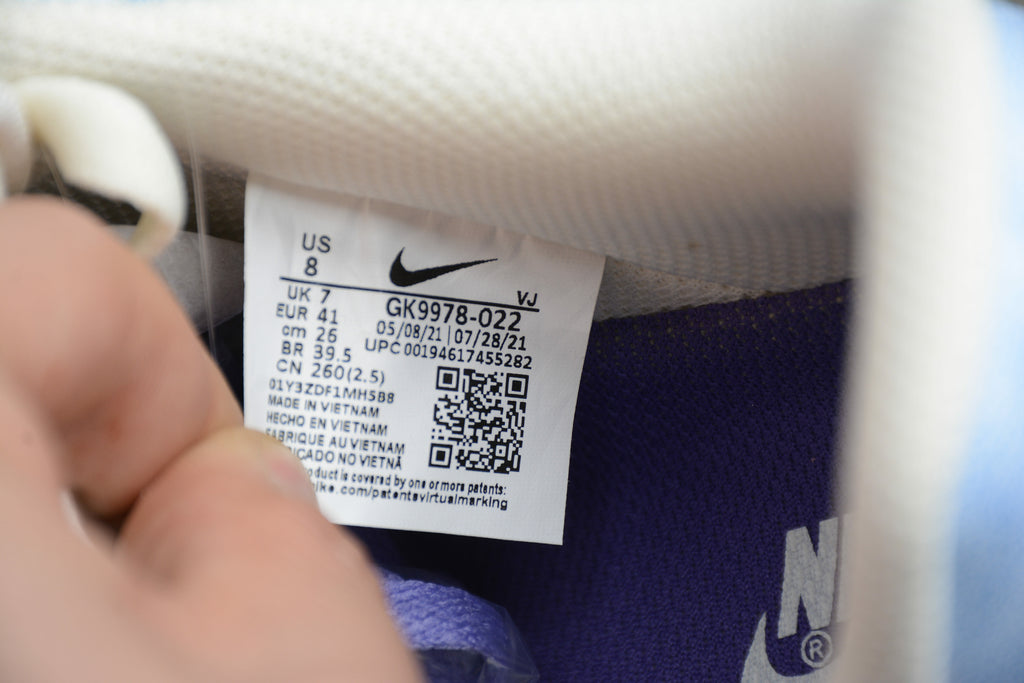 US
8
VJ
UK 7
GK9978-022
EUR 41
05/08/21 | 07/28/21
cm 26
UPC 00194617455282
BR 39.5
CN 260(2.5)
01Y3ZDF1MH5B8
MADE IN VIETNAM
HECHO EN VIETNAM
FABRIQUE AU VIETNAM
NO VIETNÃ
is covered by one or more patents:
.com/patentsvirtualmarking
®